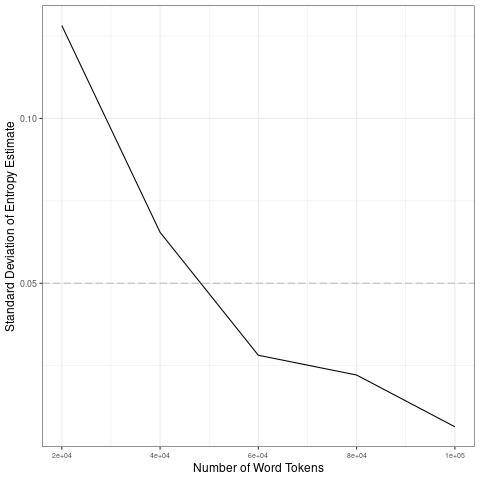 Standard Deviation of Entropy Estimate
0.10
0.05
2e+04 4e+04 6e+04 8e+04 1e+05
Number of Word Tokens